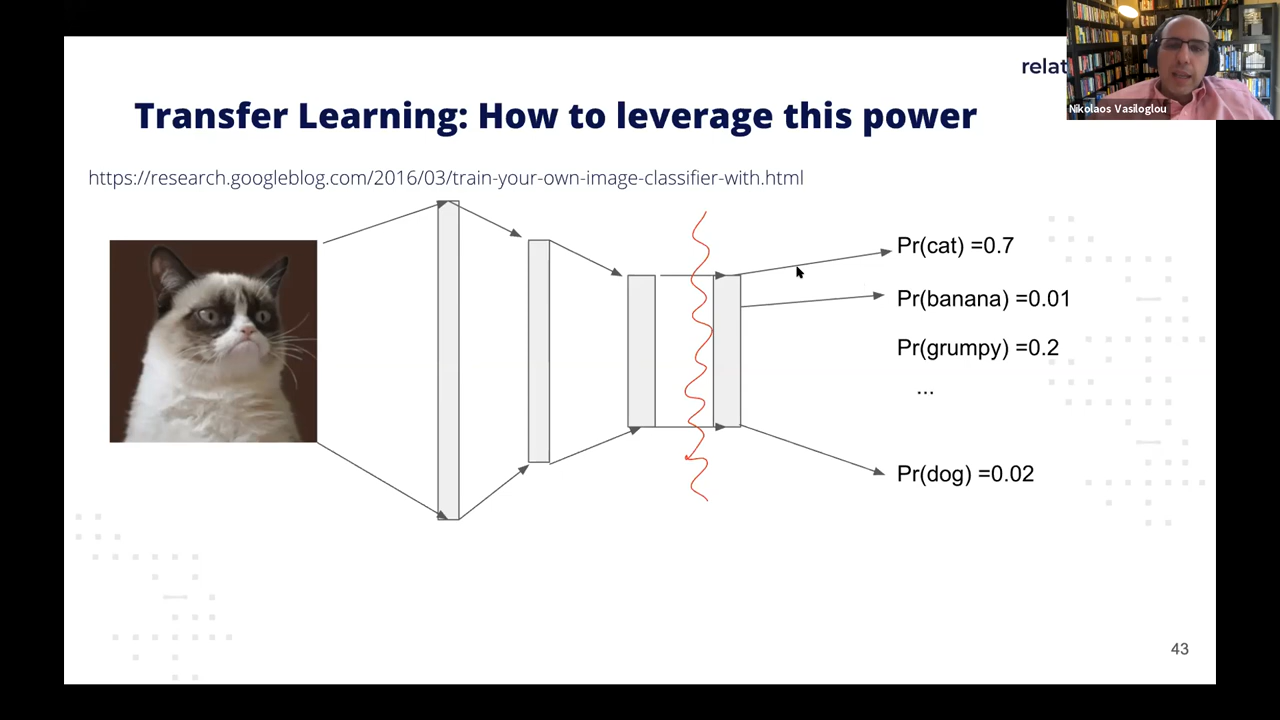 relat
Nikolaos Vasiloglou
Transfer Learning: How to leverage this power
https://research.googleblog.com/2016/03/train-your-own-image-classifier-with.html
Pr(cat) =0.7
Pr(banana) =0.01
Pr(grumpy) =0.2
...
Pr(dog) =0.02
43